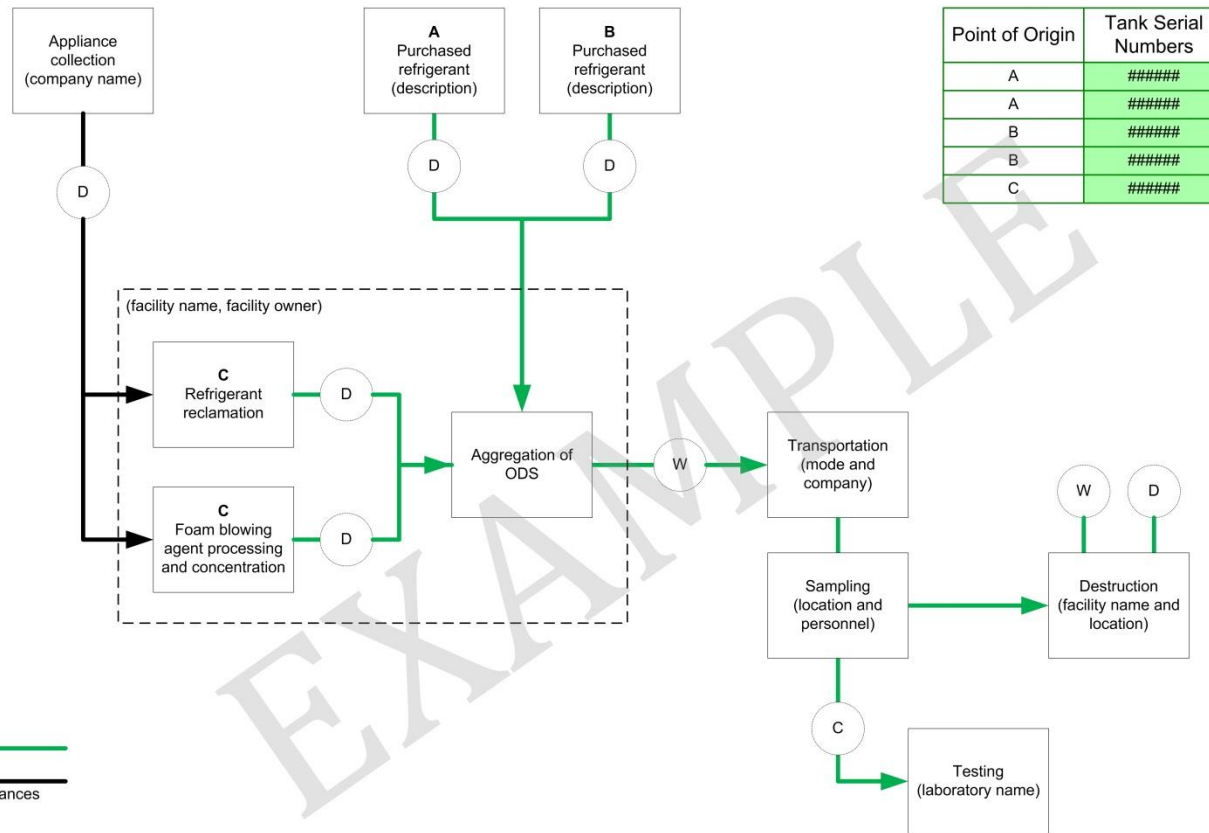 Appliance
collection
(company name)
A
Purchased
refrigerant
(description)
B
Purchased
refrigerant
(description)
Point of Origin
Tank Serial
Numbers
A
######
A
######
B
######
B
######
C
######
D
D
D
(facility name, facility owner)
C
Refrigerant
reclamation
D
C
Foam blowing
agent processing
and concentration
D
Aggregation of
ODS
W
Transportation
(mode and
company)
Sampling
(location and
personnel)
W
D
Destruction
(facility name and
location)
C
Testing
(laboratory name)
EXAMPLE